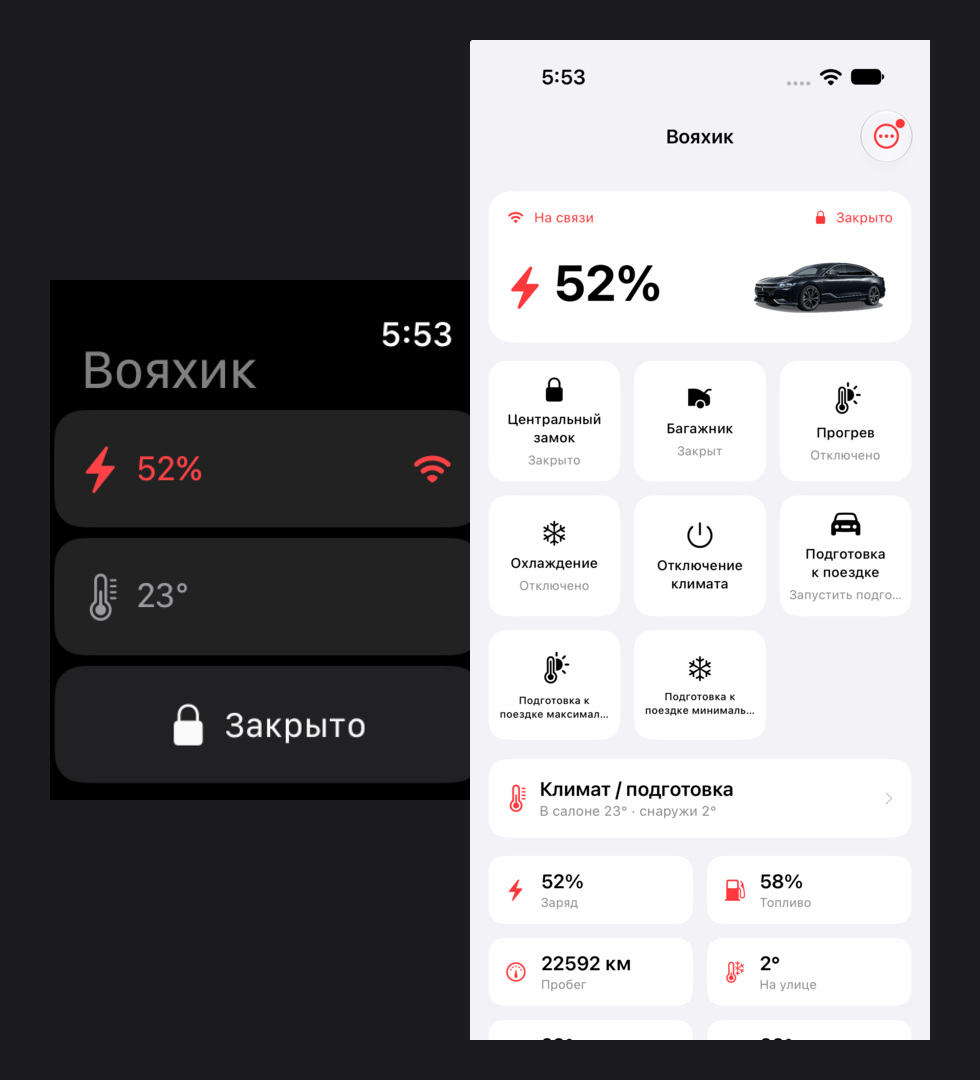 5:53
Вояхик
52%
23°
Закрыто
5:53
Вояхик
На связи
Закрыто
52%
Центральный
замок
Закрыто
Багажник
Закрыт
Прогрев
Отключено
Охлаждение
Отключено
Отключение
климата
Подготовка
к поездке
Запустить подго...
Подготовка к
поездке максимал...
Подготовка к
поездке минималь...
Климат / подготовка
В салоне 23° · снаружи 2°
52%
Заряд
58%
Топливо
22592 км
Пробег
2°
На улице